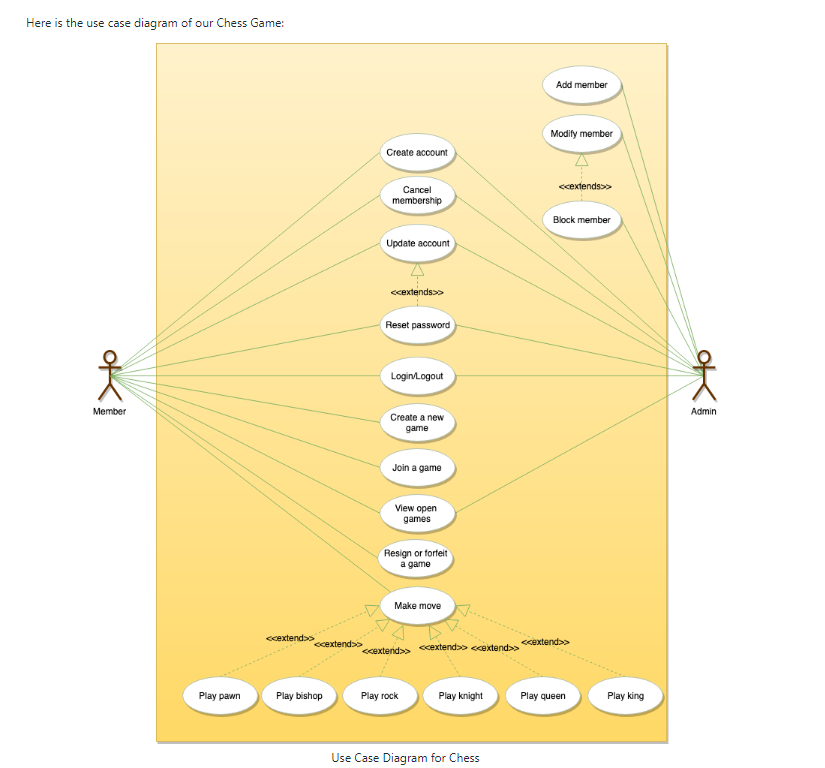 Here is the use case diagram of our Chess Game:
Add member
Modify member
<<extends>>
Block member
Create account
Cancel
membership
Update account
<<extends>>
Reset password
Login/Logout
Create a new
game
Join a game
View open
games
Resign or forfeit
a game
Make move
Member
Admin
<<extend>>
<<extend>>
<<extend>>
<<extend>>
<<extend>>
<<extend>>
Play pawn
Play bishop
Play rock
Play knight
Play queen
Play king
Use Case Diagram for Chess